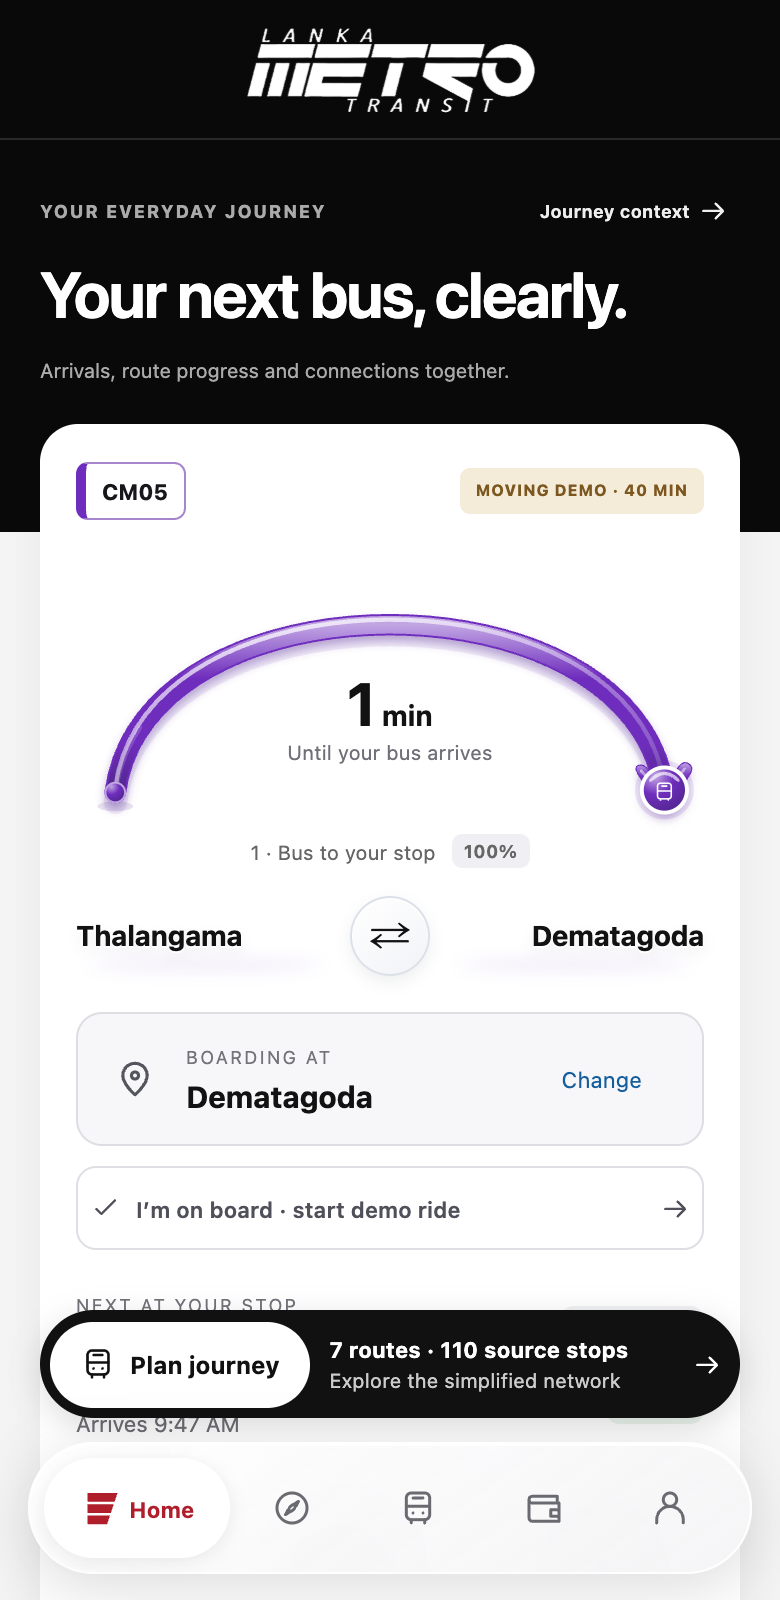 LANKA
METRO
TRANSIT
YOUR EVERYDAY JOURNEY
Journey context
Your next bus, clearly.
Arrivals, route progress and connections together.
CM05
MOVING DEMO · 40 MIN
1 min
Until your bus arrives
1 · Bus to your stop
100%
Thalangama
Dematagoda
BOARDING AT
Dematagoda
Change
I’m on board · start demo ride
NEXT AT YOUR STOP
Plan journey
7 routes · 110 source stops
Explore the simplified network
Arrives 9:47 AM
Home